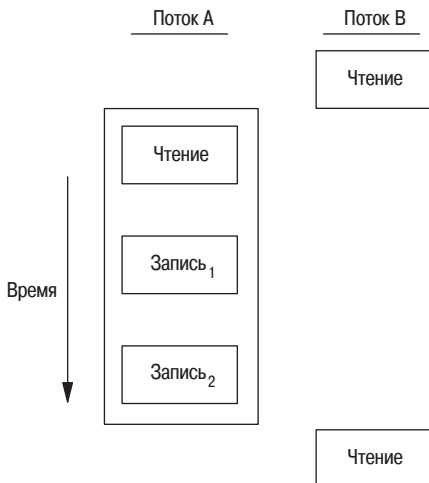 Поток A
Поток B
Чтение
Чтение
Запись1
Время
Запись2
Чтение